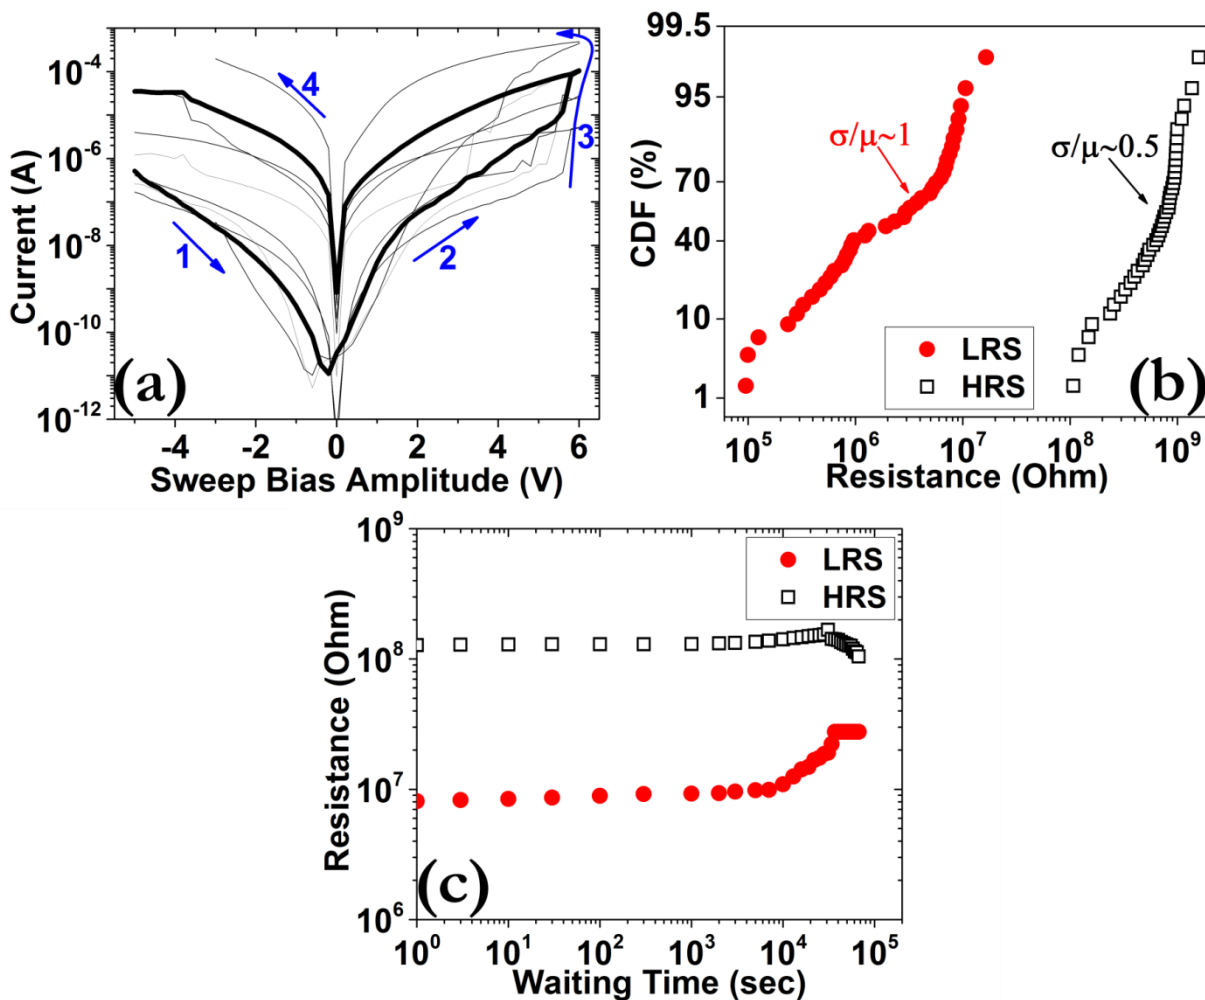 10^-4
10^-6
10^-8
10^-10
10^-12
Current (A)
4
3
1
2
(a)
-4 -2 0 2 4 6
Sweep Bias Amplitude (V)
99.5
95
70
40
10
1
CDF (%)
σ/μ~1
σ/μ~0.5
LRS
HRS
(b)
10^5 10^6 10^7 10^8 10^9
Resistance (Ohm)
10^9
10^8
10^7
10^6
Resistance (Ohm)
LRS
HRS
(c)
10^0 10^1 10^2 10^3 10^4 10^5
Waiting Time (sec)